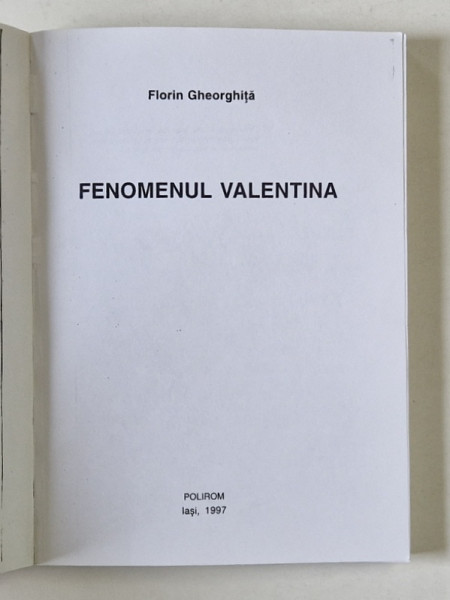 Florin Gheorghiță
FENOMENUL VALENTINA
POLIROM
Iași, 1997